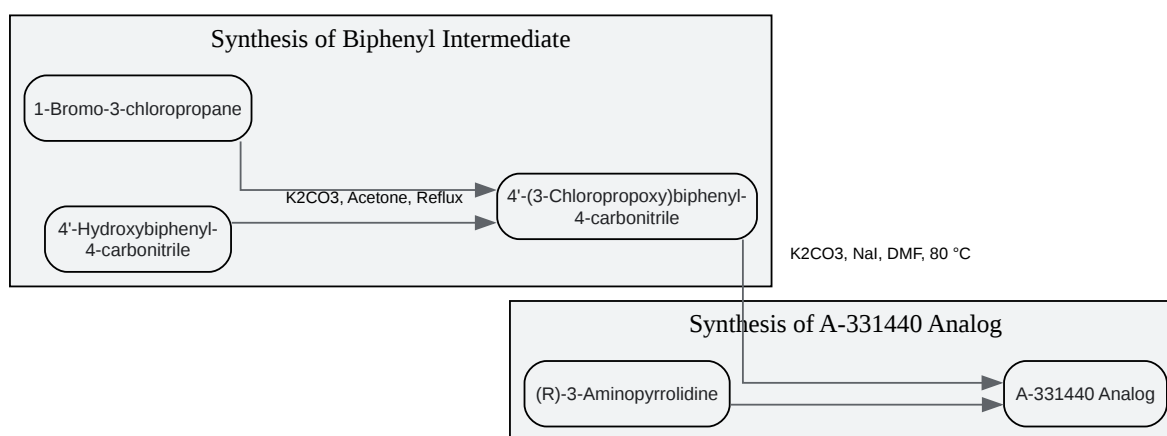 Synthesis of Biphenyl Intermediate
1-Bromo-3-chloropropane
K2CO3, Acetone, Reflux
4'-(3-Chloropropoxy)biphenyl-
4-carbonitrile
4'-Hydroxybiphenyl-
4-carbonitrile
K2CO3, NaI, DMF, 80 °C
Synthesis of A-331440 Analog
(R)-3-Aminopyrrolidine
A-331440 Analog